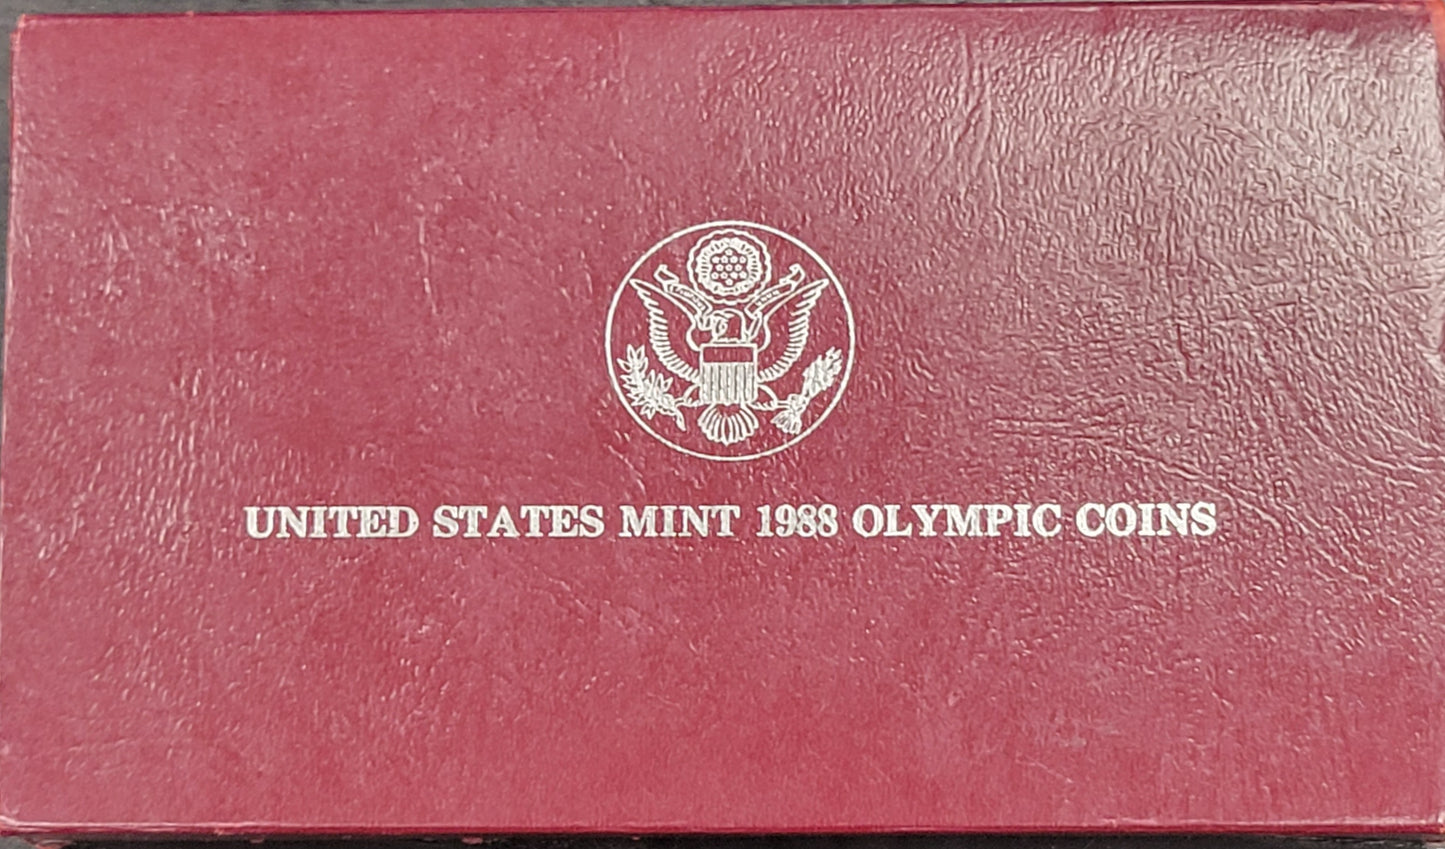 UNITED STATES MINT 1988 OLYMPIC COINS